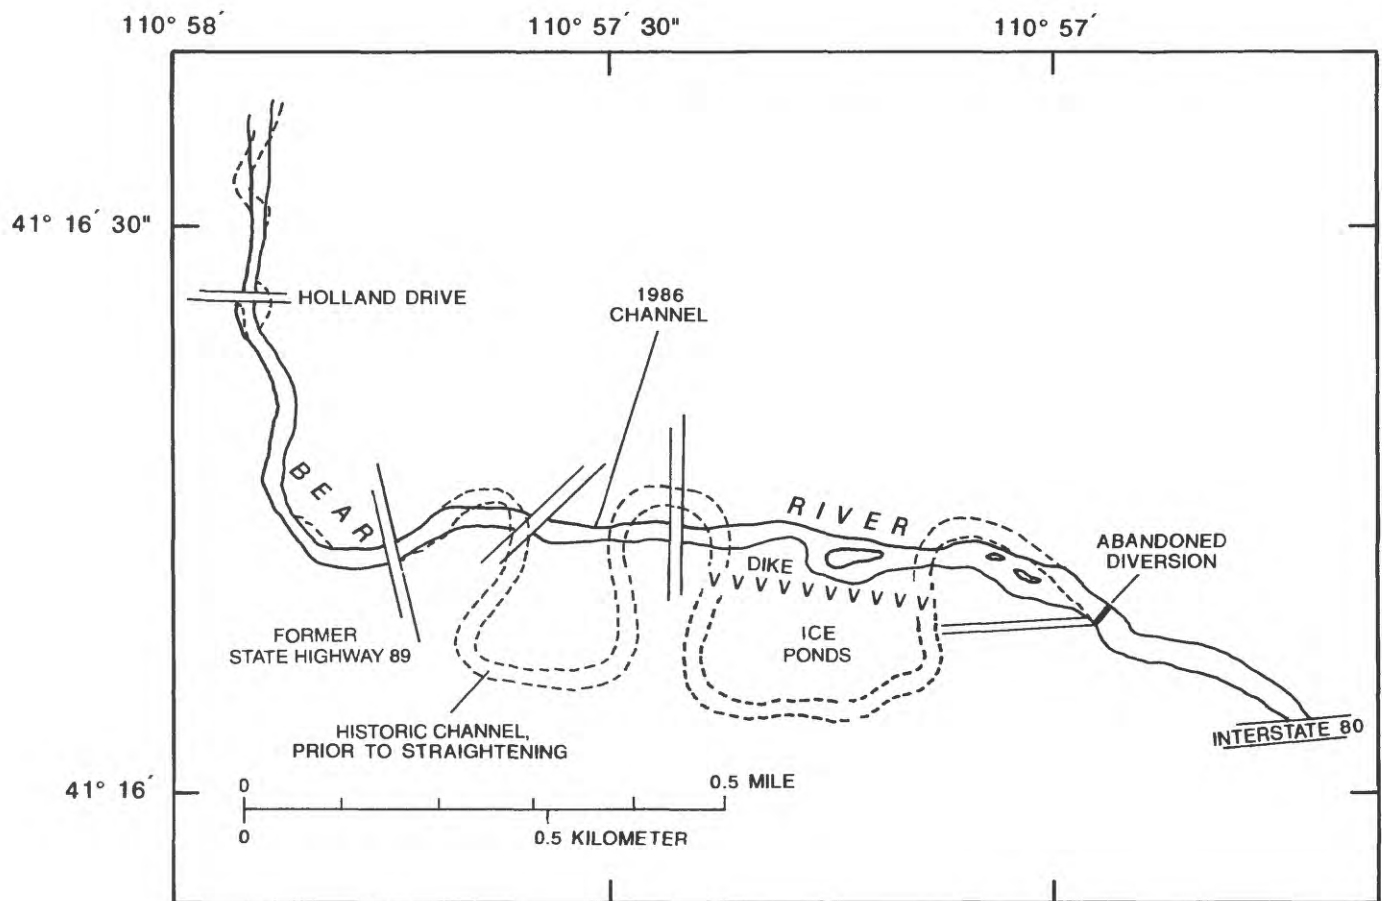 110° 58′
110° 57′ 30"
110° 57′
41° 16′ 30"
HOLLAND DRIVE
1986
CHANNEL
BEAR
RIVER
DIKE
V V V V V V V V V
ABANDONED
DIVERSION
FORMER
STATE HIGHWAY 89
ICE
PONDS
HISTORIC CHANNEL,
PRIOR TO STRAIGHTENING
INTERSTATE 80
41° 16′
0
0.5 MILE
0
0.5 KILOMETER